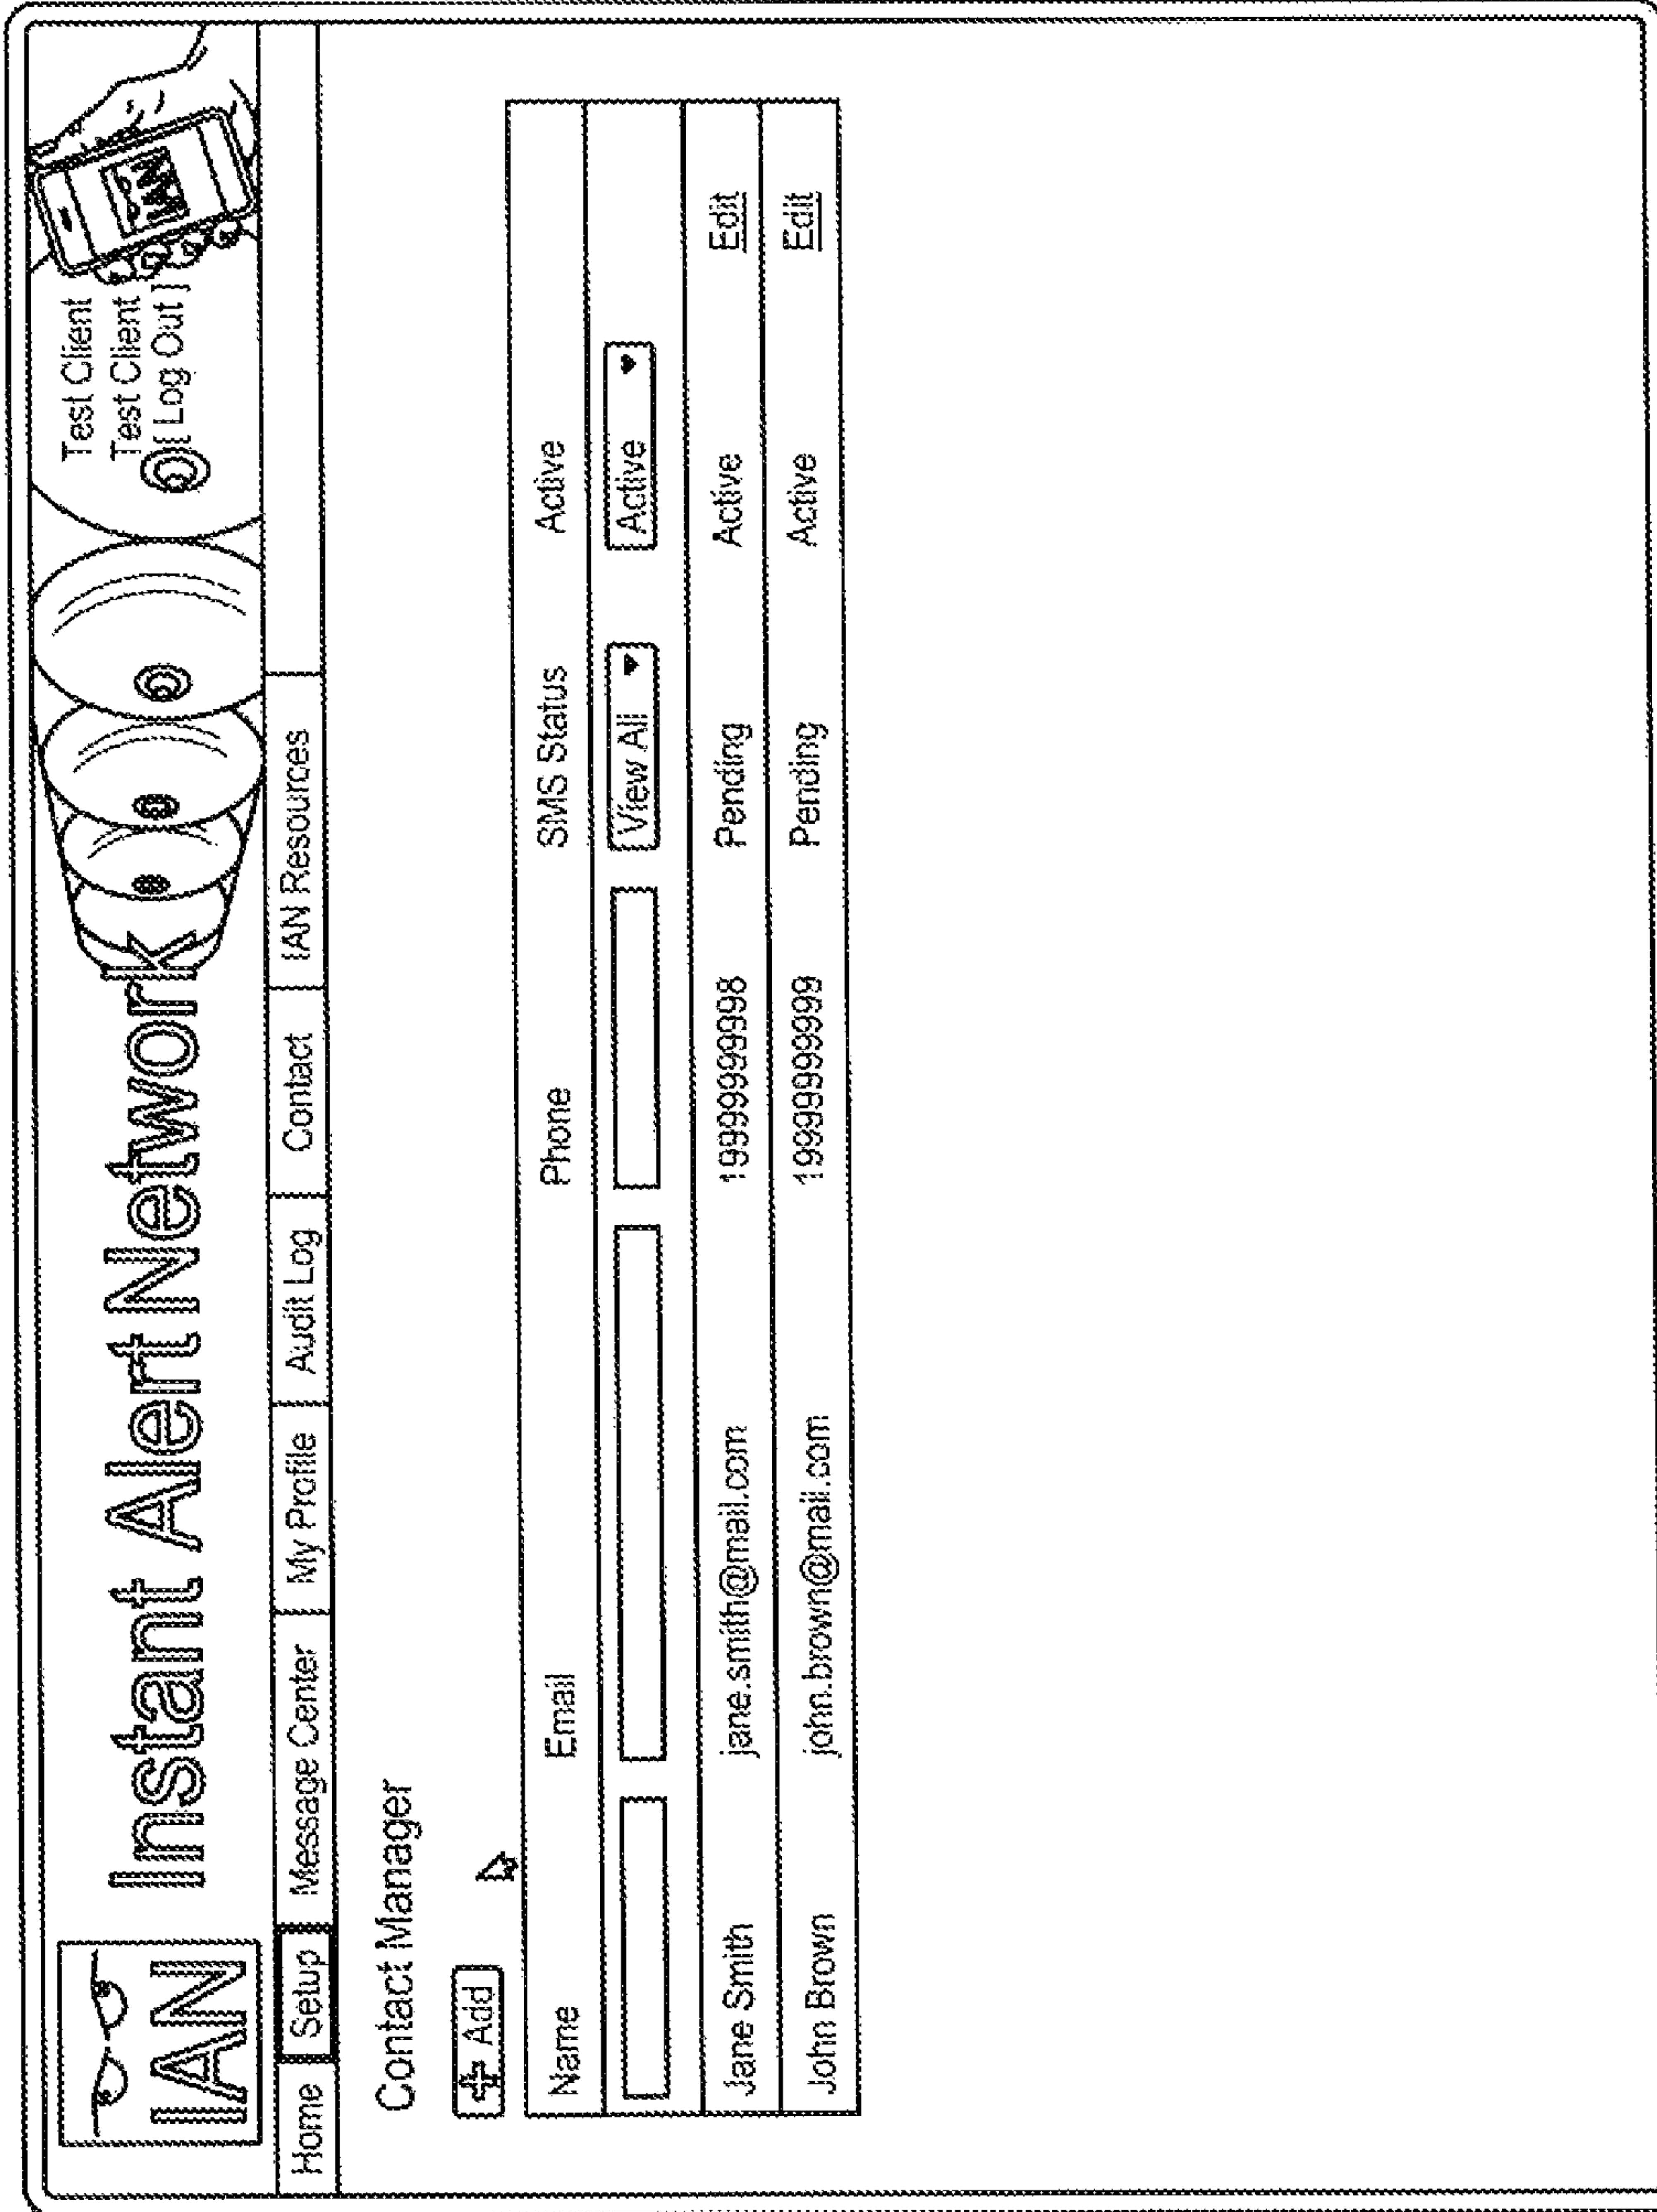 IAN
Instant Alert Network
Test Client
Test Client
[ Log Out ]
IAN
Home
Setup
Message Center
My Profile
Audit Log
Contact
IAN Resources
Contact Manager
Add
Name Email Phone SMS Status Active
View All Active
Jane Smith jane.smith@mail.com 19999999998 Pending Active Edit
John Brown john.brown@mail.com 19999999999 Pending Active Edit